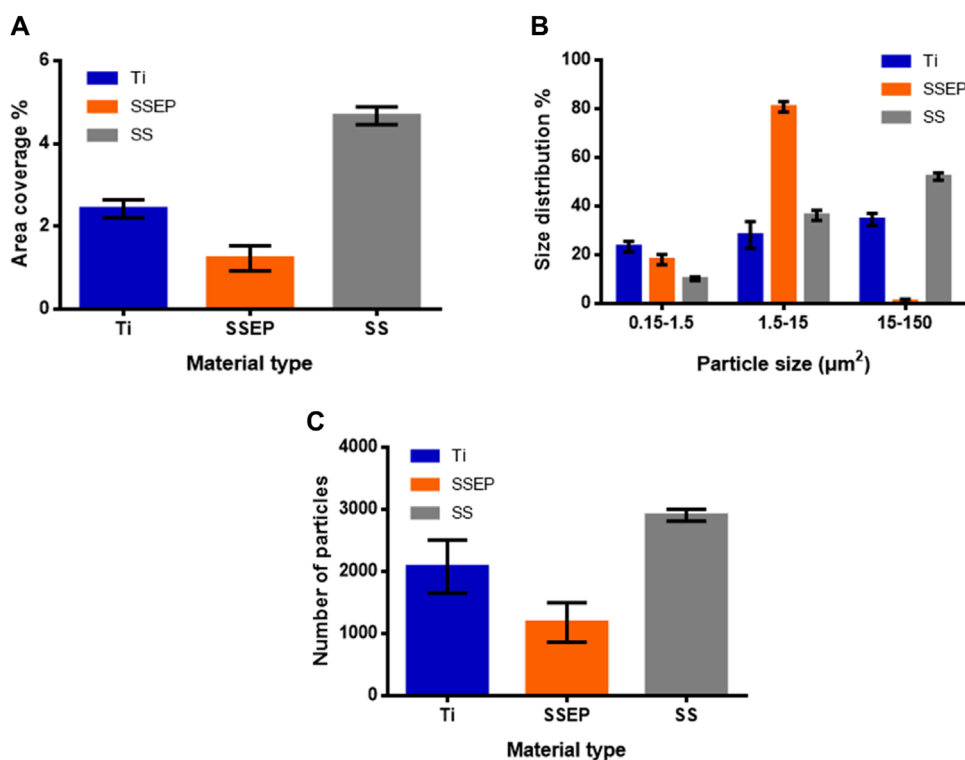 A
Area coverage %
6
4
2
0
Ti
SSEP
SS
Ti
SSEP
SS
Material type
B
Size distribution %
100
80
60
40
20
0
Ti
SSEP
SS
0.15-1.5
1.5-15
15-150
Particle size (µm²)
C
Number of particles
4000
3000
2000
1000
0
Ti
SSEP
SS
Ti
SSEP
SS
Material type